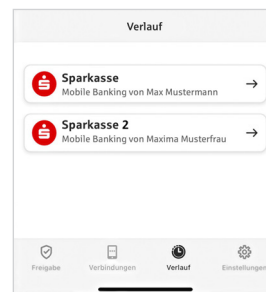 Verlauf
Sparkasse
Mobile Banking von Max Mustermann
Sparkasse 2
Mobile Banking von Maxima Musterfrau
Freigabe Verbindungen Verlauf Einstellungen